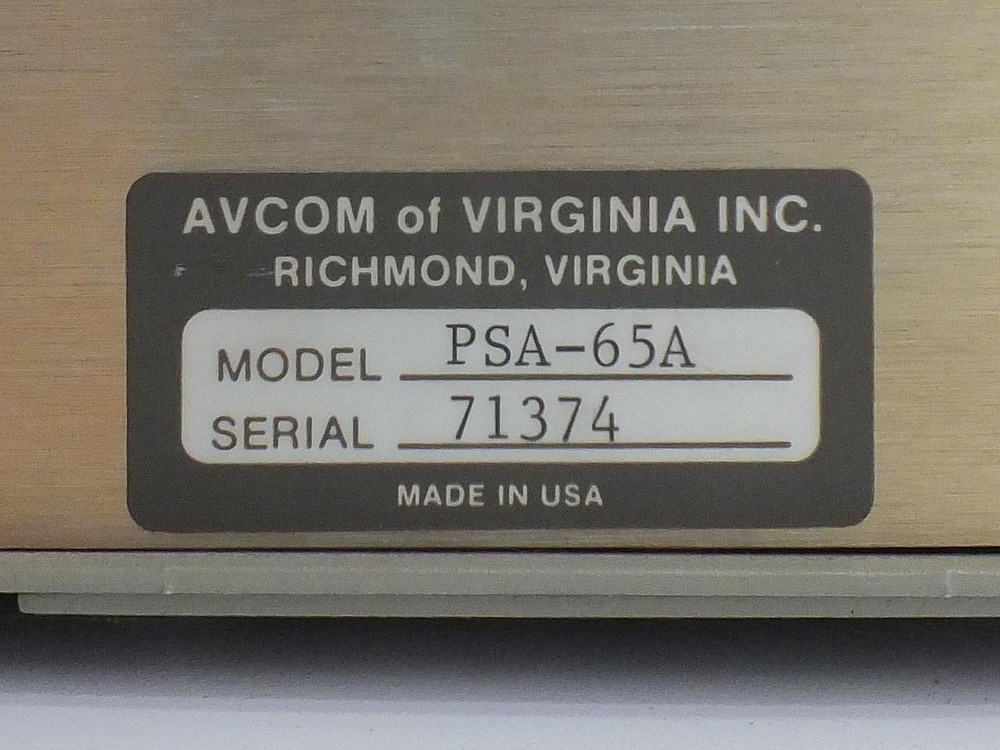 AVCOM of VIRGINIA INC.
RICHMOND, VIRGINIA
MODEL PSA-65A
SERIAL 71374
MADE IN USA